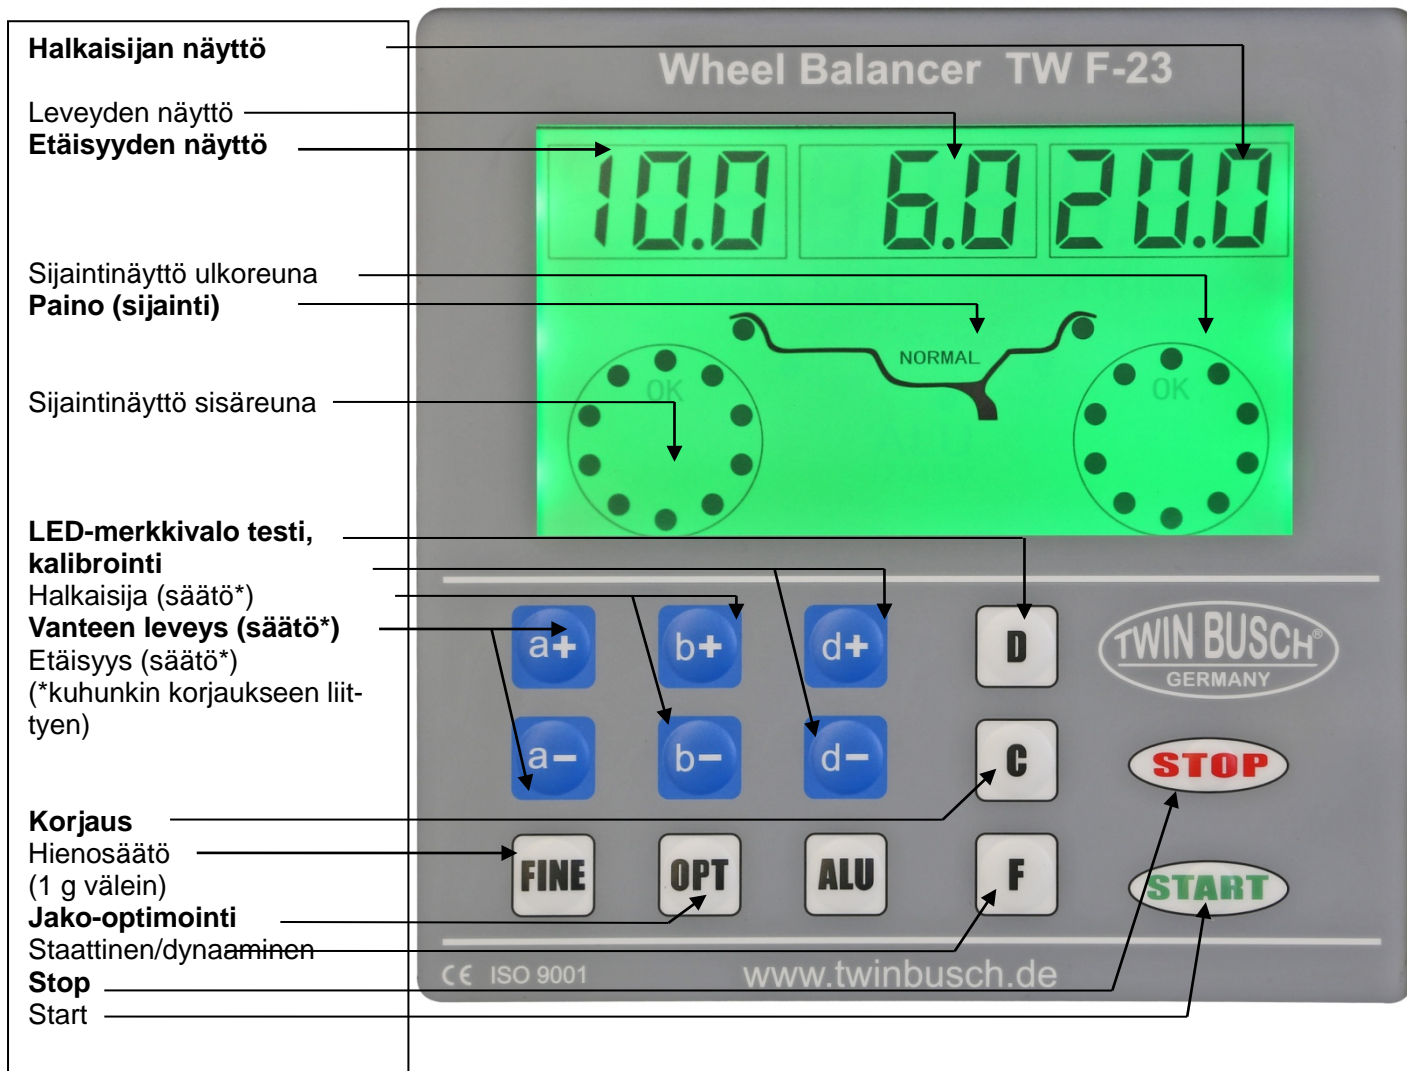 Halkaisijan näyttö
Leveyden näyttö
Etäisyyden näyttö
Sijaintinäyttö ulkoreuna
Paino (sijainti)
Sijaintinäyttö sisäreuna
LED-merkkivalo testi,
kalibrointi
Halkaisija (säätö*)
Vanteen leveys (säätö*)
Etäisyys (säätö*)
(*kuhunkin korjaukseen liit-
tyen)
Korjaus
Hienosäätö
(1 g välein)
Jako-optimointi
Staattinen/dynaaminen
Stop
Start
Wheel Balancer TW F-23
10.0 6.0 20.0
NORMAL
OK OK
a+ b+ d+ D
TWIN BUSCH®
GERMANY
a- b- d- C
STOP
FINE OPT ALU F
START
CE ISO 9001 www.twinbusch.de